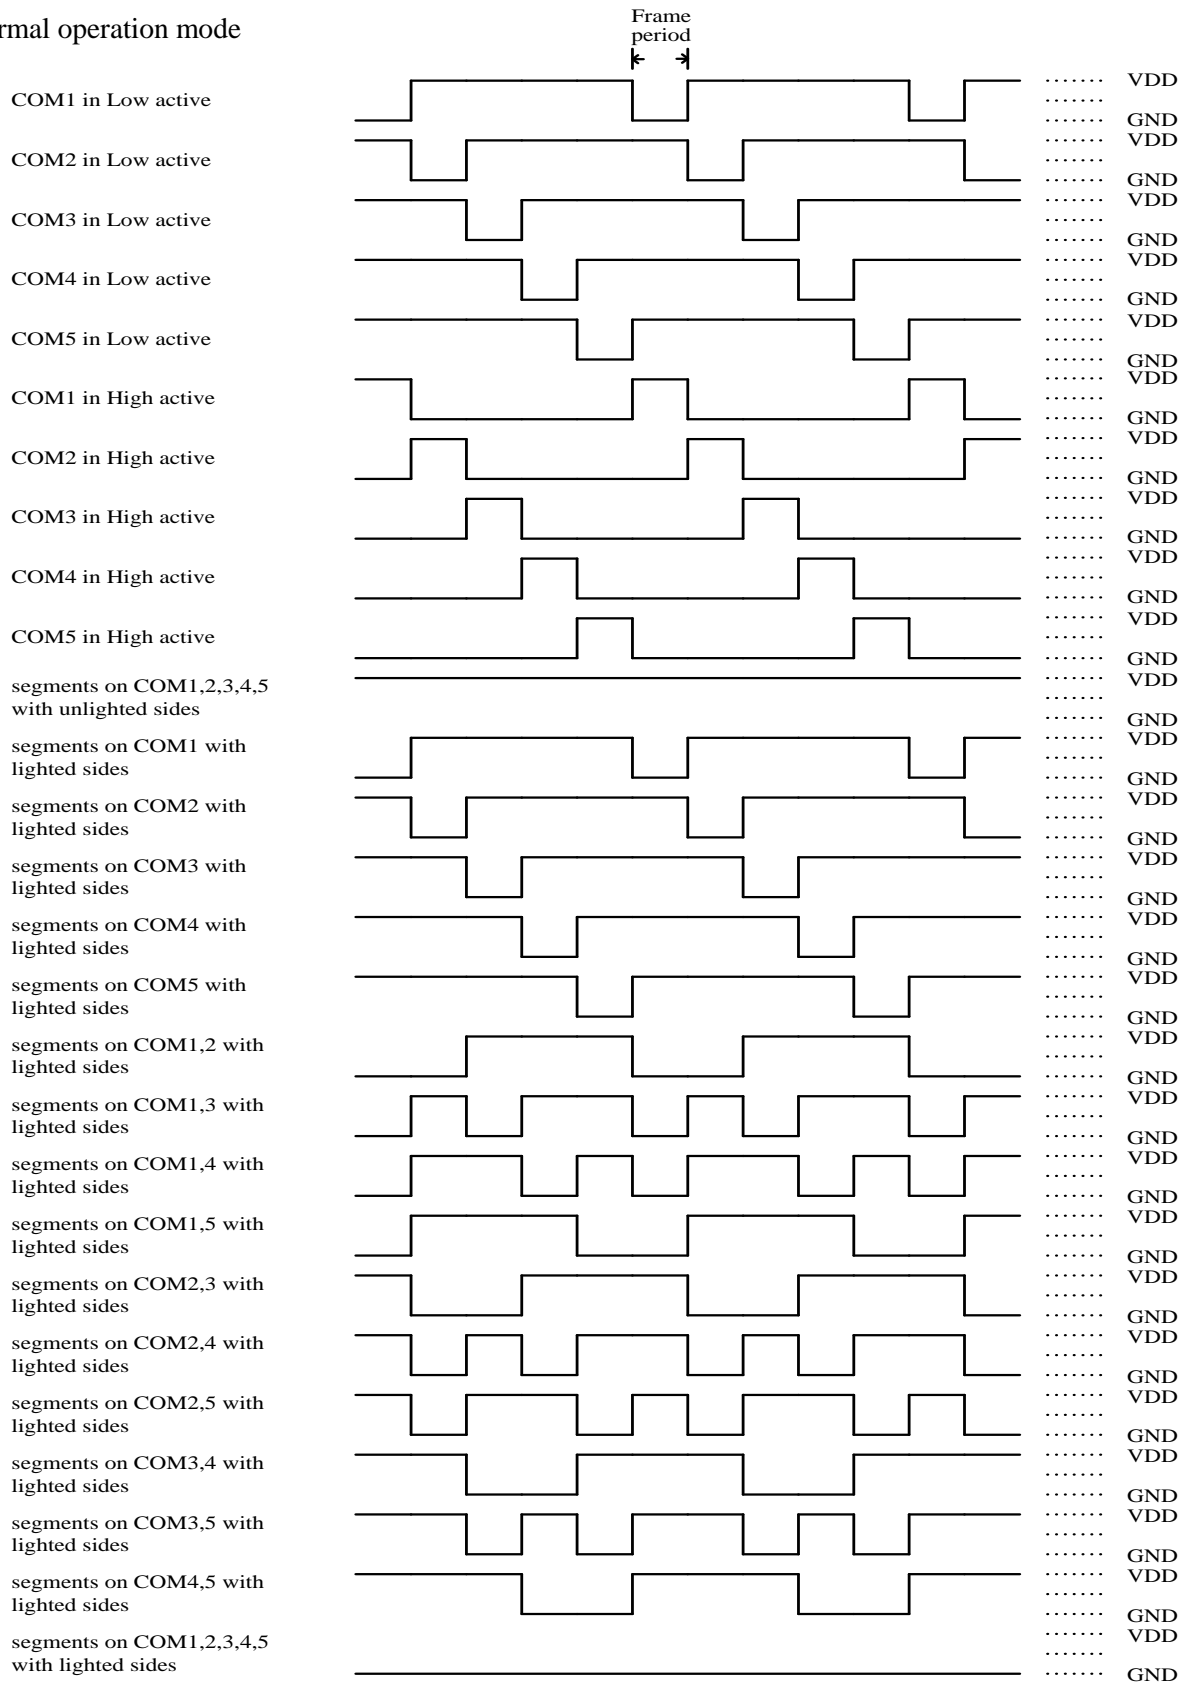 rmal operation mode
Frame
period
COM1 in Low active
VDD
GND
COM2 in Low active
VDD
GND
COM3 in Low active
VDD
GND
COM4 in Low active
VDD
GND
COM5 in Low active
VDD
GND
COM1 in High active
VDD
GND
COM2 in High active
VDD
GND
COM3 in High active
VDD
GND
COM4 in High active
VDD
GND
COM5 in High active
VDD
GND
segments on COM1,2,3,4,5
with unlighted sides
VDD
GND
segments on COM1 with
lighted sides
VDD
GND
segments on COM2 with
lighted sides
VDD
GND
segments on COM3 with
lighted sides
VDD
GND
segments on COM4 with
lighted sides
VDD
GND
segments on COM5 with
lighted sides
VDD
GND
segments on COM1,2 with
lighted sides
VDD
GND
segments on COM1,3 with
lighted sides
VDD
GND
segments on COM1,4 with
lighted sides
VDD
GND
segments on COM1,5 with
lighted sides
VDD
GND
segments on COM2,3 with
lighted sides
VDD
GND
segments on COM2,4 with
lighted sides
VDD
GND
segments on COM2,5 with
lighted sides
VDD
GND
segments on COM3,4 with
lighted sides
VDD
GND
segments on COM3,5 with
lighted sides
VDD
GND
segments on COM4,5 with
lighted sides
VDD
GND
segments on COM1,2,3,4,5
with lighted sides
VDD
GND